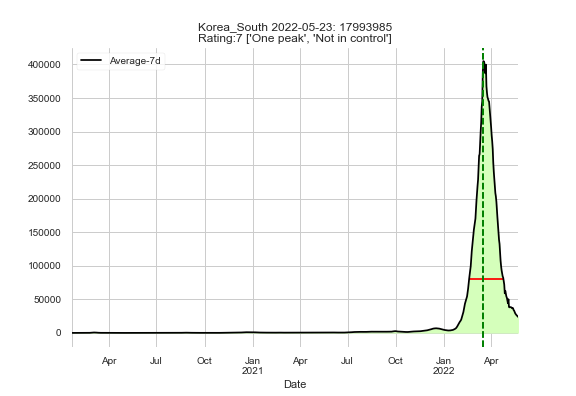 Korea_South 2022-05-23: 17993985
Rating:7 ['One peak', 'Not in control']
Average-7d
400000
350000
300000
250000
200000
150000
100000
50000
0
Apr Jul Oct Jan Apr Jul Oct Jan Apr
2021 2022
Date